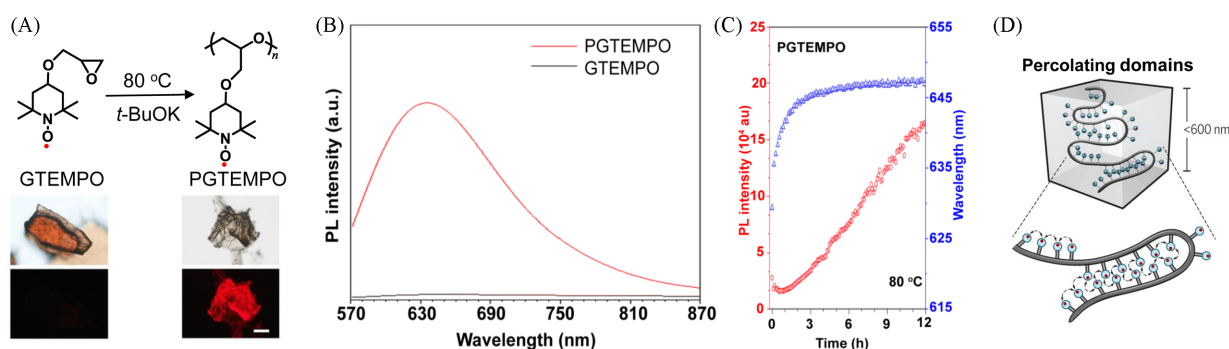 (A)
O
O
80 °C
t-BuOK
N
O
•
GTEMPO
O
n
O
N
O
•
PGTEMPO
(B)
PL intensity (a.u.)
PGTEMPO
GTEMPO
570 630 690 750 810 870
Wavelength (nm)
(C)
PGTEMPO
80 °C
PL intensity (10⁴ au)
25
20
15
10
5
0
Wavelength (nm)
655
645
635
625
615
0 3 6 9 12
Time (h)
(D)
Percolating domains
<600 nm